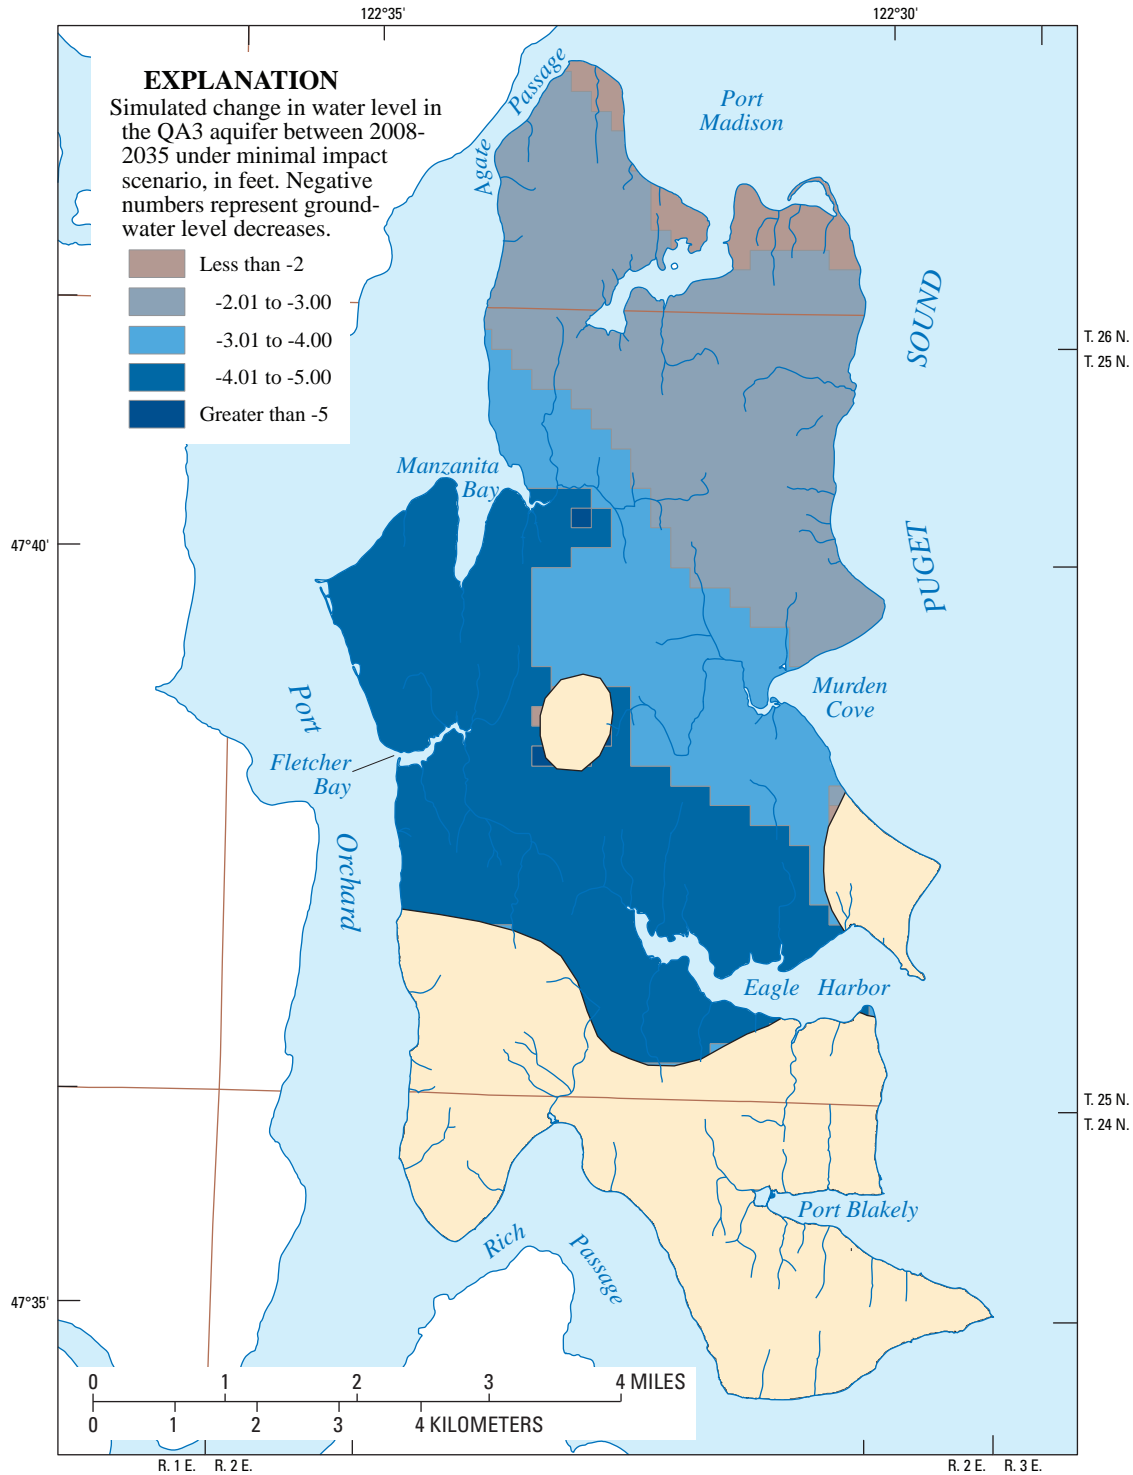 122°35'
122°30'
EXPLANATION
Simulated change in water level in
the QA3 aquifer between 2008-
2035 under minimal impact
scenario, in feet. Negative
numbers represent ground-
water level decreases.
Less than -2
-2.01 to -3.00
-3.01 to -4.00
-4.01 to -5.00
Greater than -5
Agate Passage
Port
Madison
PUGET SOUND
T. 26 N.
T. 25 N.
Manzanita
Bay
47°40'
Murden
Cove
Port Orchard
Fletcher
Bay
Eagle Harbor
T. 25 N.
T. 24 N.
Port Blakely
Rich Passage
47°35'
0 1 2 3 4 MILES
0 1 2 3 4 KILOMETERS
R. 1 E. R. 2 E.
R. 2 E. R. 3 E.